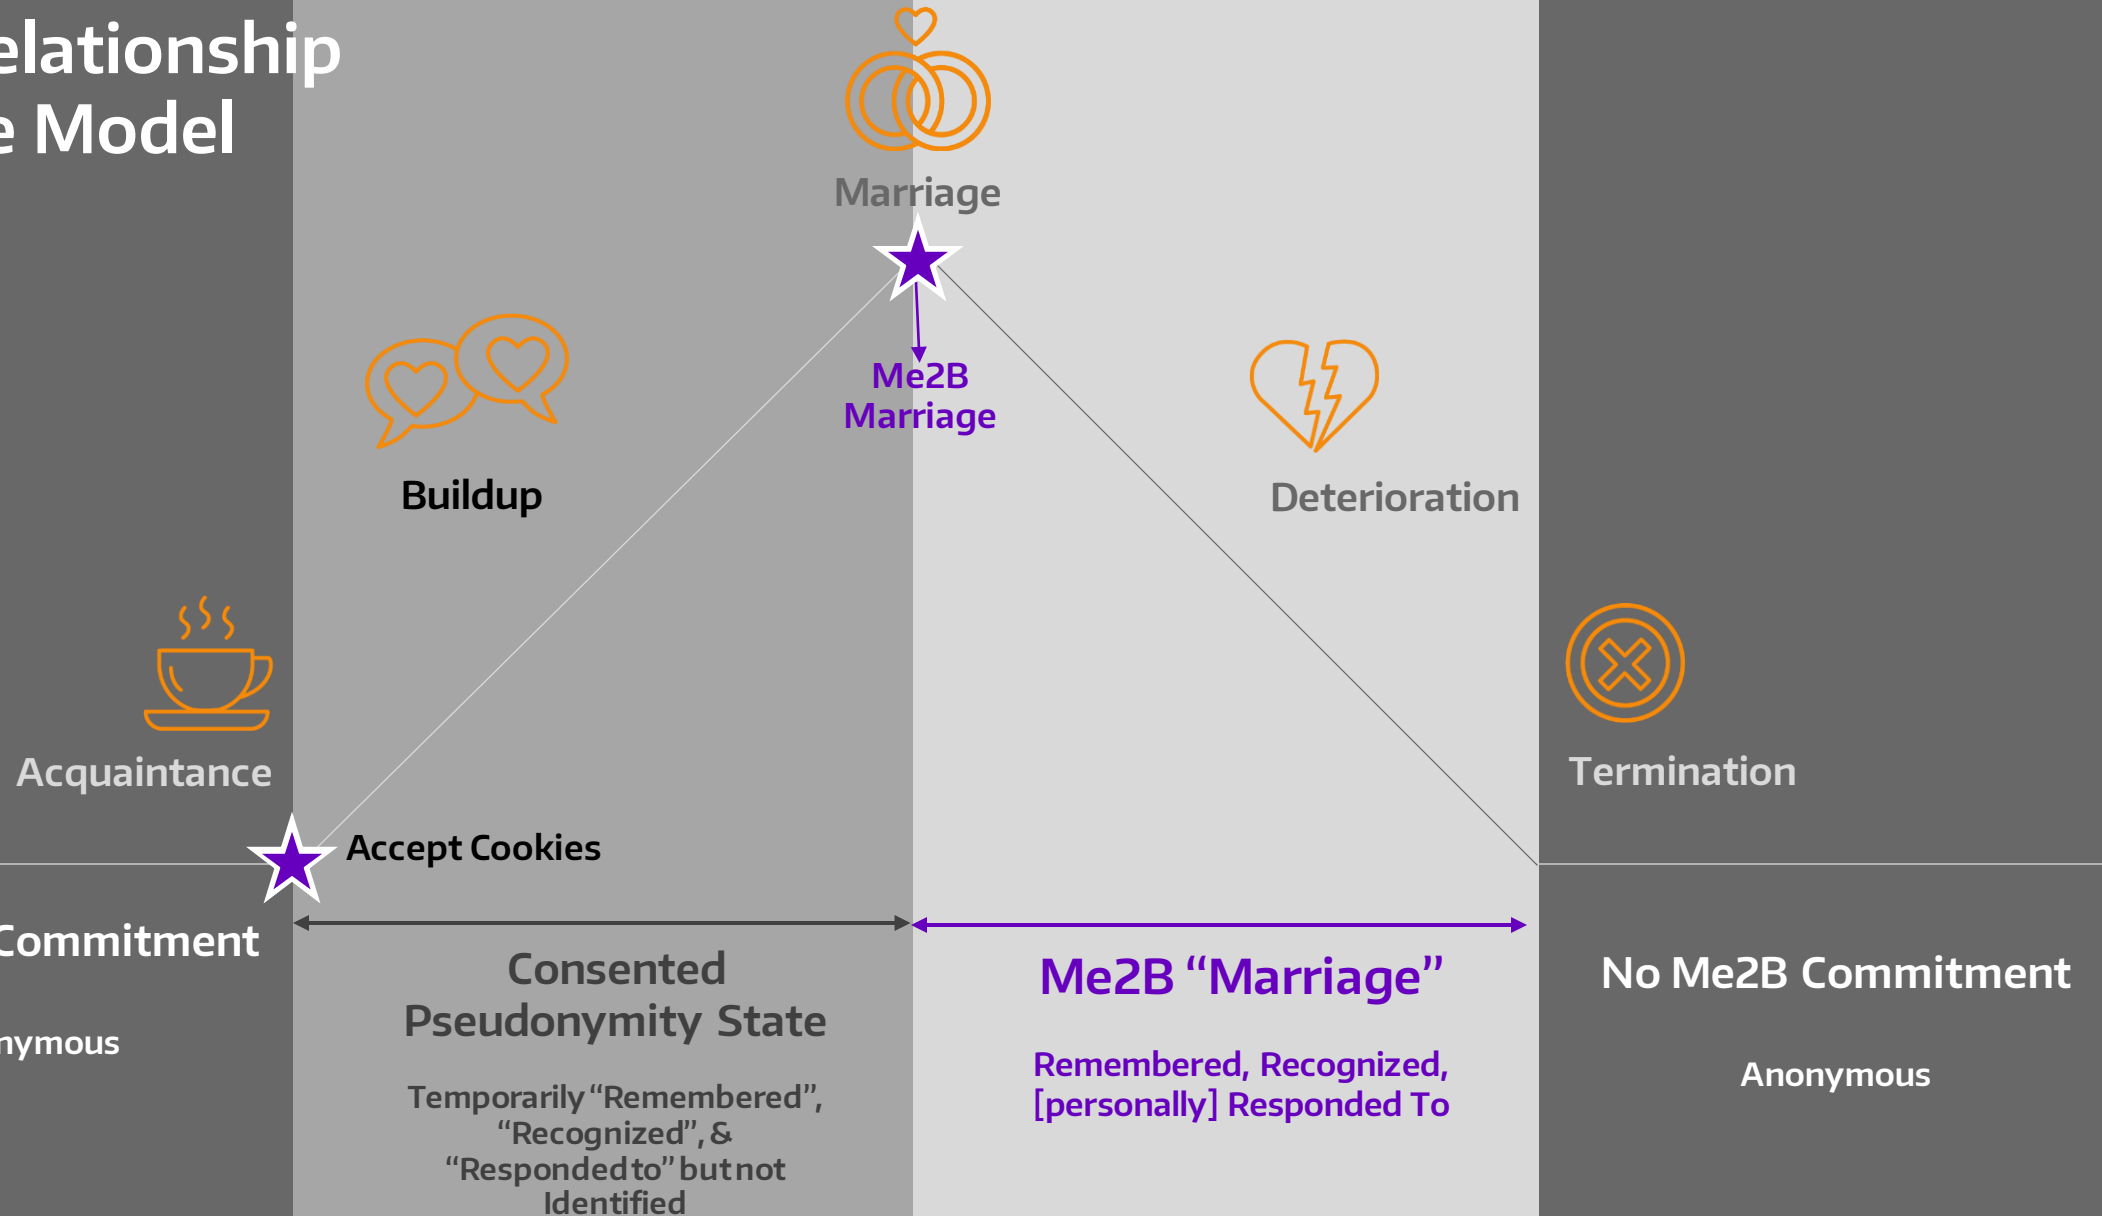 elationship
e Model
Marriage
Me2B
Marriage
Buildup
Deterioration
Acquaintance
Termination
Accept Cookies
Commitment
nymous
Consented
Pseudonymity State
Temporarily “Remembered”,
“Recognized”, &
“Responded to” but not
Identified
Me2B “Marriage”
Remembered, Recognized,
[personally] Responded To
No Me2B Commitment
Anonymous